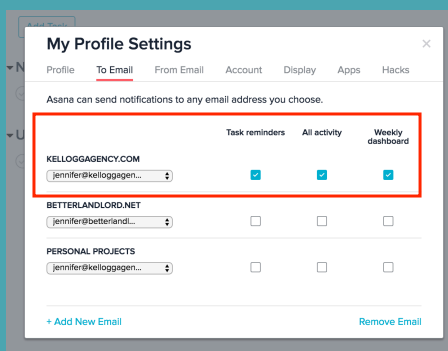 Add Task
My Profile Settings
×
Profile To Email From Email Account Display Apps Hacks
Asana can send notifications to any email address you choose.
Task reminders All activity Weekly
dashboard
KELLOGGAGENCY.COM
jennifer@kelloggagen...
BETTERLANDLORD.NET
jennifer@betterlandl...
PERSONAL PROJECTS
jennifer@kelloggagen...
+ Add New Email Remove Email